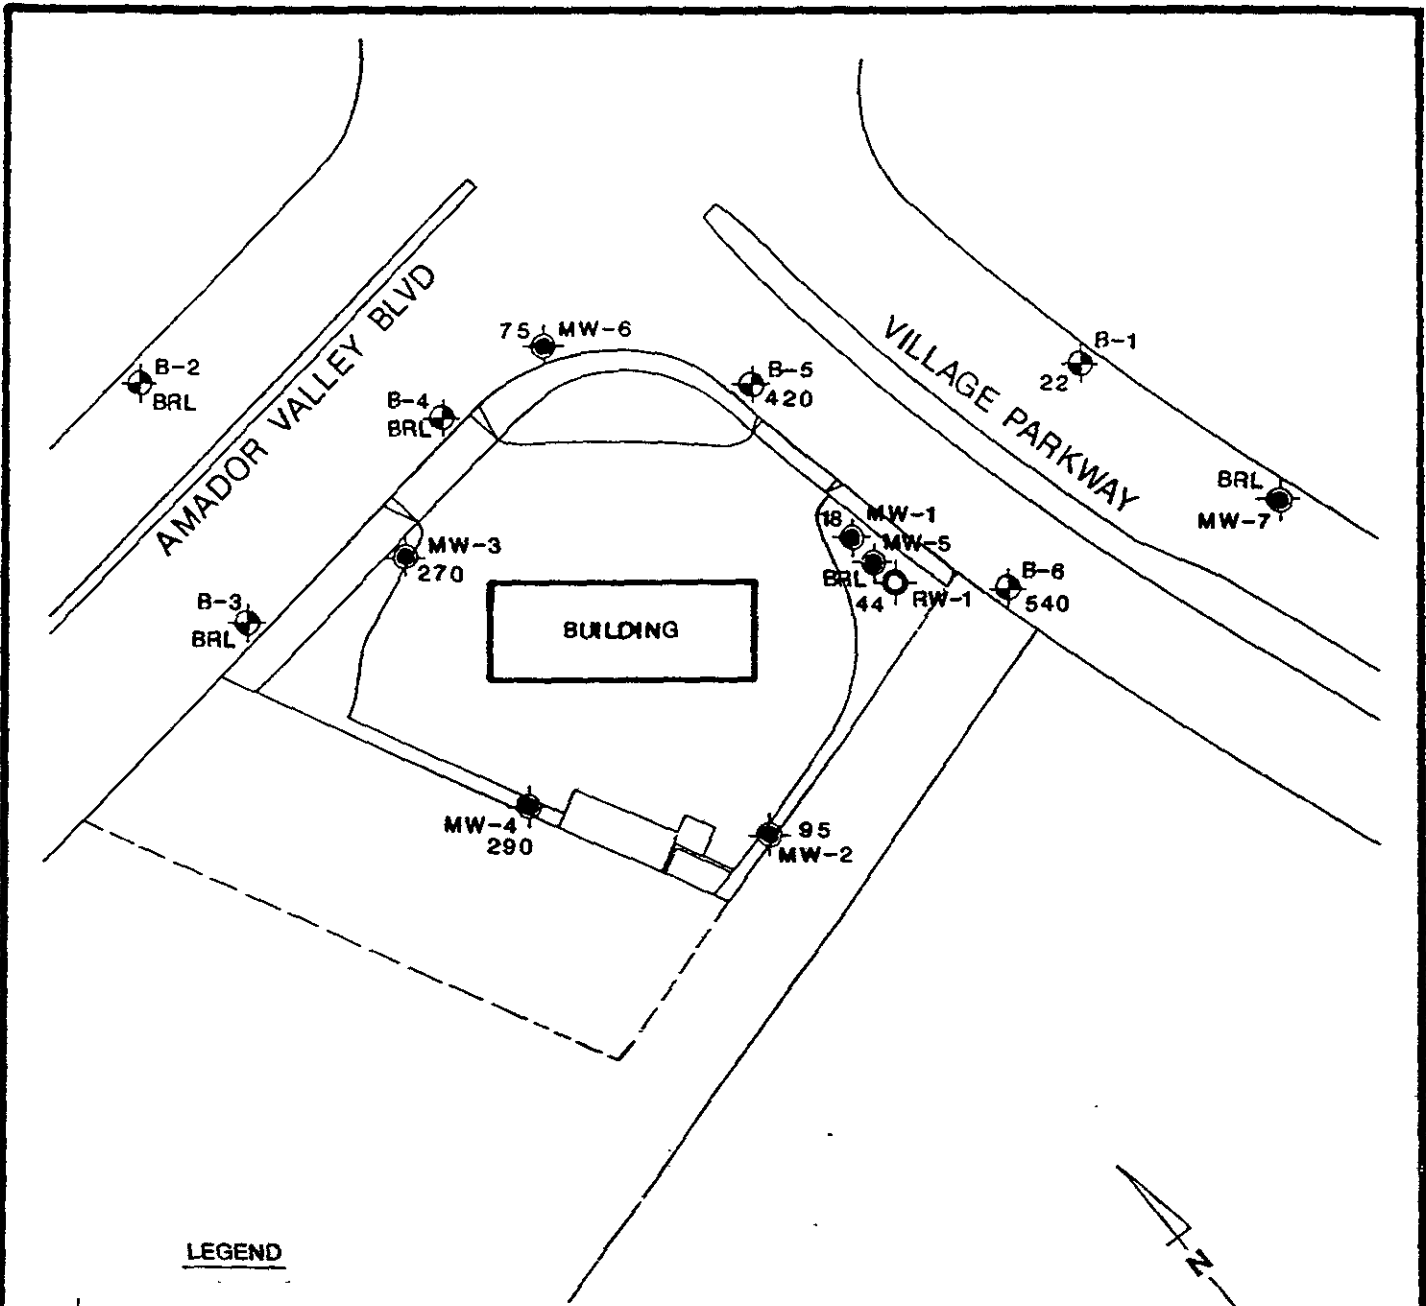 75 MW-6
AMADOR VALLEY BLVD
VILLAGE PARKWAY
B-1
22
B-2
BRL
B-5
420
B-4
BRL
BRL
MW-7
18 MW-1
MW-5
BRL
44 RW-1
MW-3
270
B-6
540
B-3
BRL
BUILDING
MW-4
290
95
MW-2
N
LEGEND